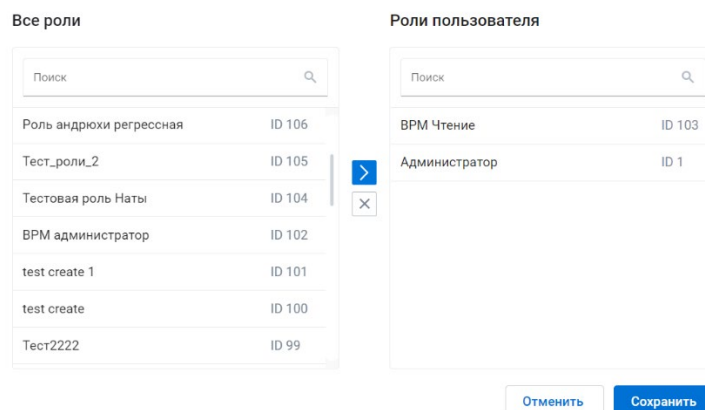 Все роли
Поиск
Роль андрюхи регрессная ID 106
Тест_роли_2 ID 105
Тестовая роль Наты ID 104
BPM администратор ID 102
test create 1 ID 101
test create ID 100
Тест2222 ID 99
Роли пользователя
Поиск
BPM Чтение ID 103
Администратор ID 1
Отменить
Сохранить